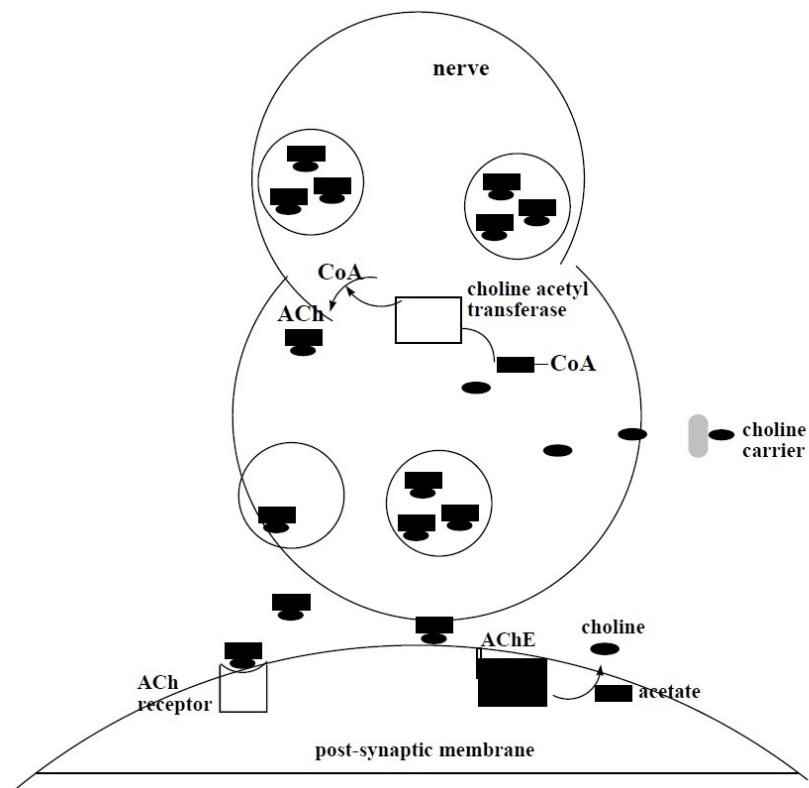 nerve
CoA
choline acetyl
transferase
ACh
CoA
choline
carrier
choline
AChE
ACh
receptor
acetate
post-synaptic membrane